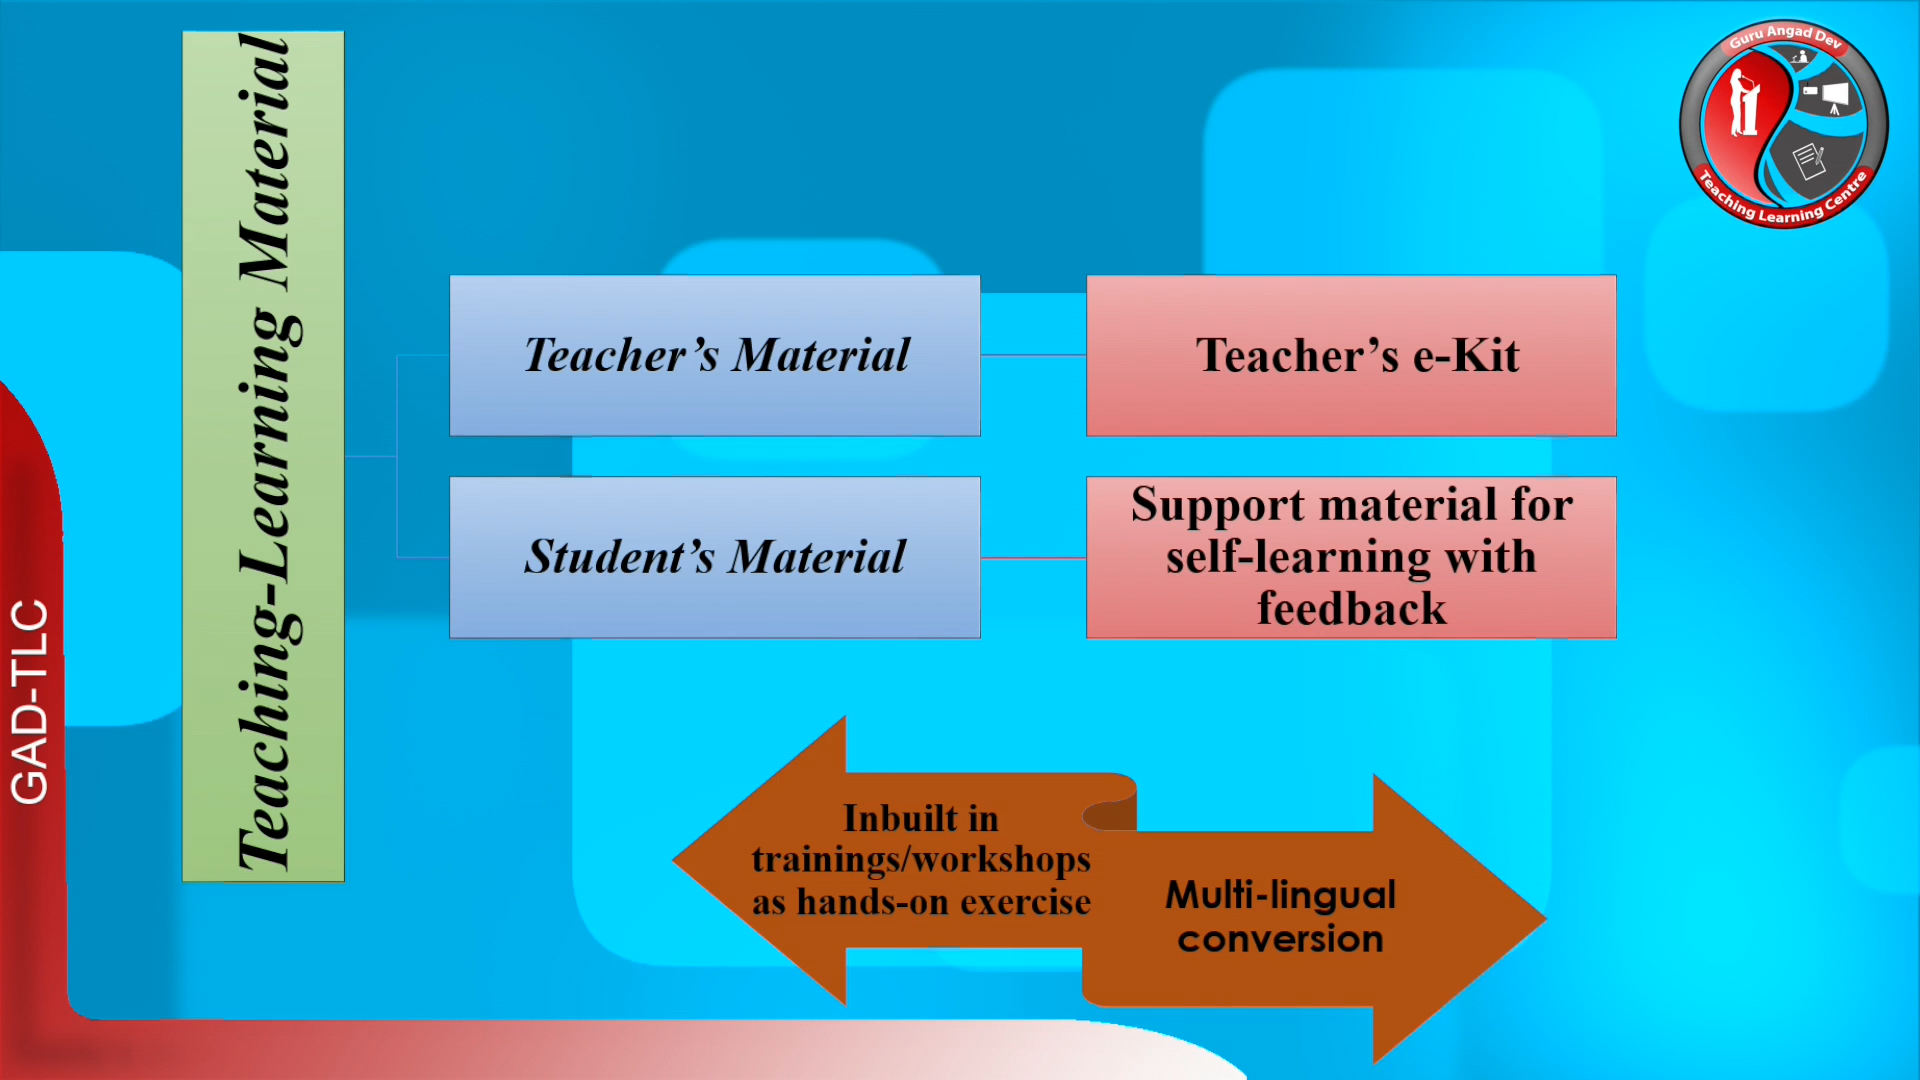 Teaching-Learning Material
Guru Angad Dev
Teaching Learning Centre
Teacher’s Material
Teacher’s e-Kit
Student’s Material
Support material for
self-learning with
feedback
GAD-TLC
Inbuilt in
trainings/workshops
as hands-on exercise
Multi-lingual
conversion